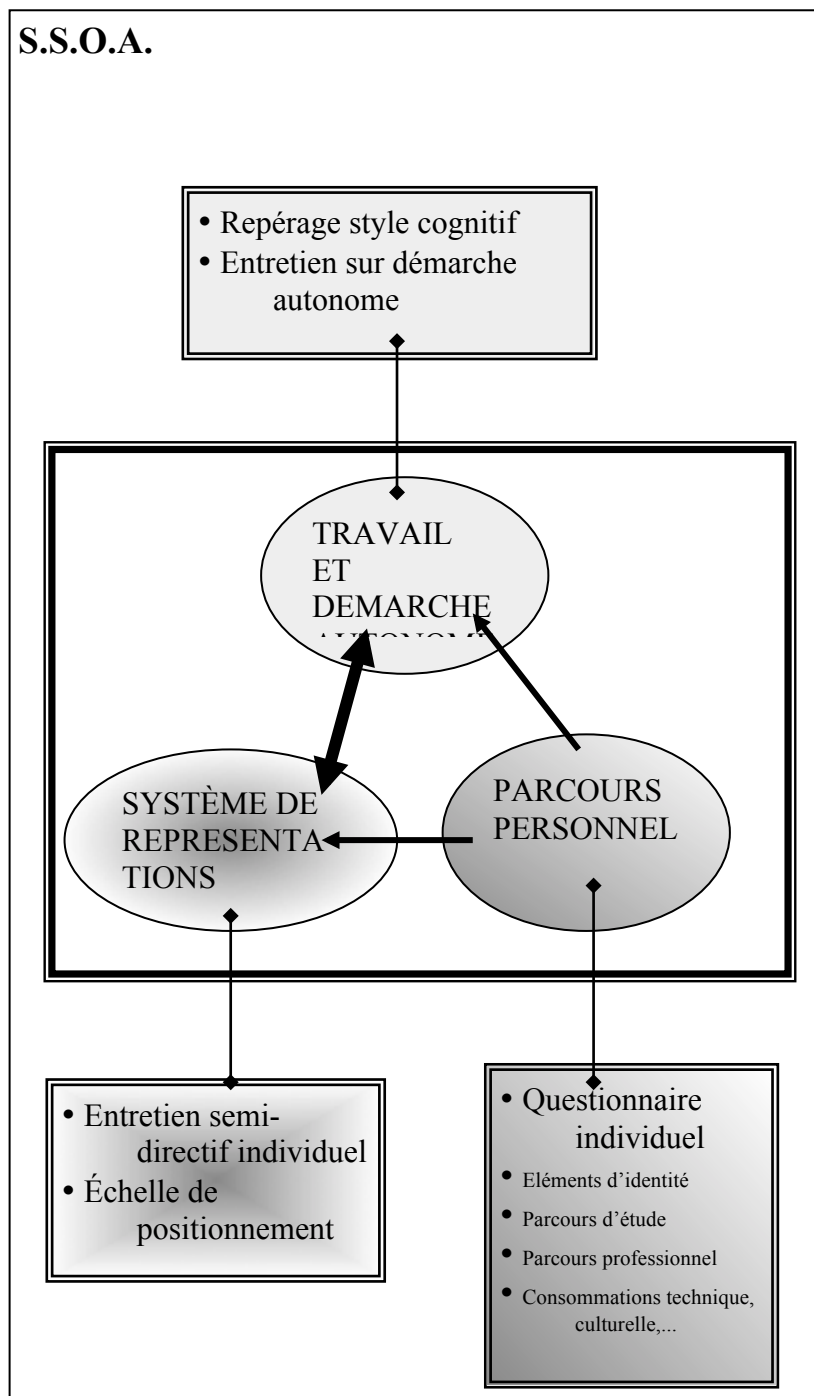 S.S.O.A.
• Repérage style cognitif
• Entretien sur démarche
autonome
TRAVAIL
ET
DEMARCHE
SYSTÈME DE
REPRESENTA
TIONS
PARCOURS
PERSONNEL
• Entretien semi-
directif individuel
• Échelle de
positionnement
• Questionnaire
individuel
• Eléments d’identité
• Parcours d’étude
• Parcours professionnel
• Consommations technique,
culturelle,...